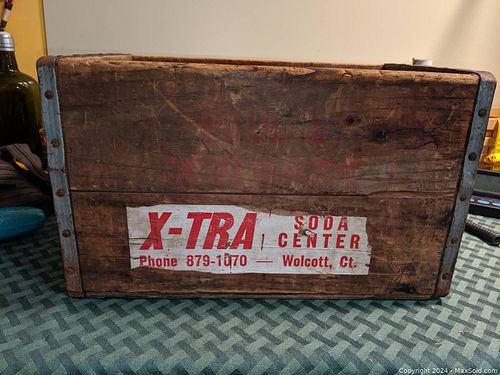 X-TRA SODA CENTER
Phone 879-1070 — Wolcott, Ct.
Copyright 2024 - MaxSold.com